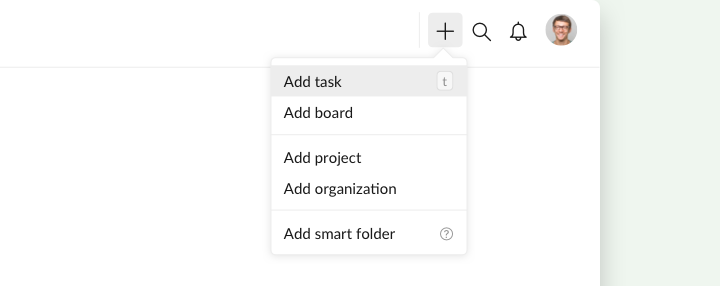 Add task t
Add board
Add project
Add organization
Add smart folder ?